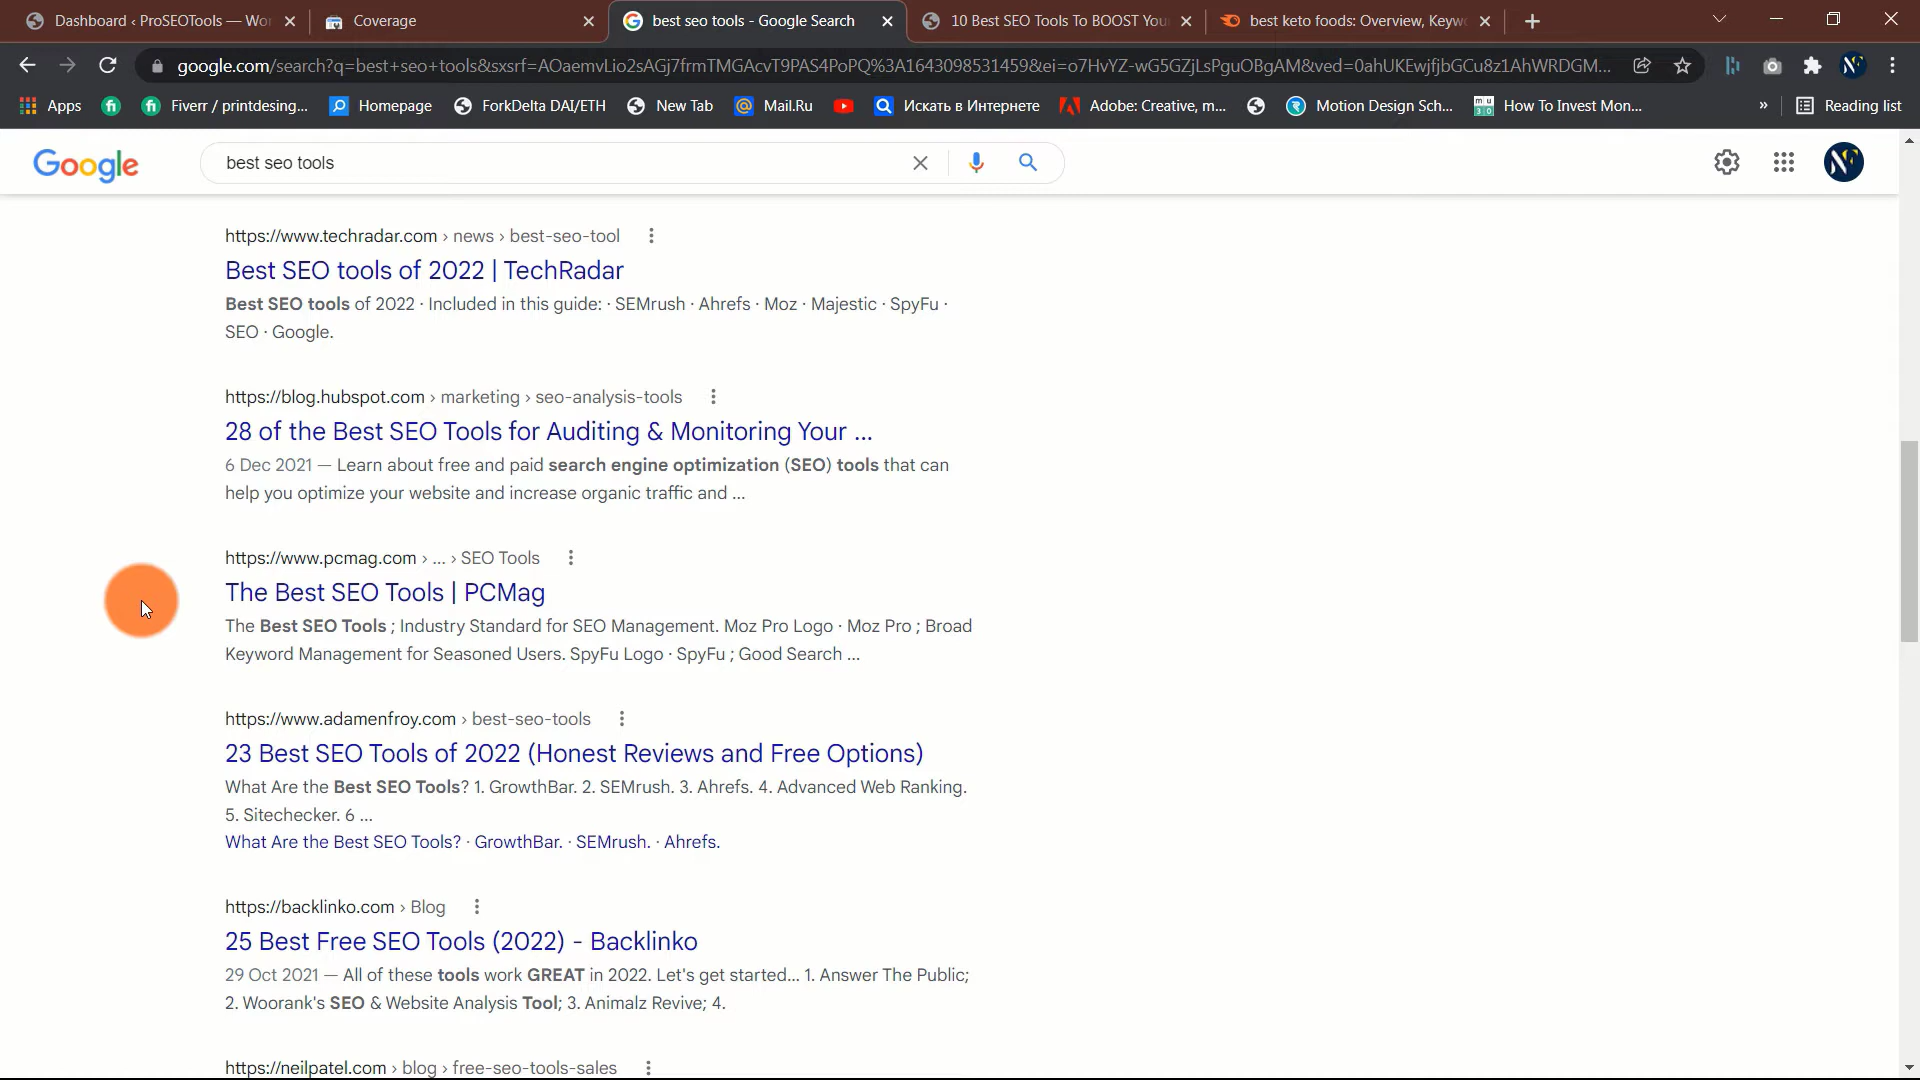 Dashboard ‹ ProSEOTools — Wor
Coverage
best seo tools - Google Search
10 Best SEO Tools To BOOST You
best keto foods: Overview, Keyw
google.com/search?q=best+seo+tools&sxsrf=AOaemvLio2sAGj7frmTMGAcvT9PAS4PoPQ%3A1643098531459&ei=o7HvYZ-wG5GZjLsPguOBgAM&ved=0ahUKEwjfjbGCu8z1AhWRDGM...
Apps
Fiverr / printdesing...
Homepage
ForkDelta DAI/ETH
New Tab
Mail.Ru
Искать в Интернете
Adobe: Creative, m...
Motion Design Sch...
How To Invest Mon...
»
Reading list
Google
best seo tools
NF
https://www.techradar.com › news › best-seo-tool
Best SEO tools of 2022 | TechRadar
Best SEO tools of 2022 · Included in this guide: · SEMrush · Ahrefs · Moz · Majestic · SpyFu ·
SEO · Google.
https://blog.hubspot.com › marketing › seo-analysis-tools
28 of the Best SEO Tools for Auditing & Monitoring Your ...
6 Dec 2021 — Learn about free and paid search engine optimization (SEO) tools that can
help you optimize your website and increase organic traffic and ...
https://www.pcmag.com › ... › SEO Tools
The Best SEO Tools | PCMag
The Best SEO Tools ; Industry Standard for SEO Management. Moz Pro Logo · Moz Pro ; Broad
Keyword Management for Seasoned Users. SpyFu Logo · SpyFu ; Good Search ...
https://www.adamenfroy.com › best-seo-tools
23 Best SEO Tools of 2022 (Honest Reviews and Free Options)
What Are the Best SEO Tools? 1. GrowthBar. 2. SEMrush. 3. Ahrefs. 4. Advanced Web Ranking.
5. Sitechecker. 6 ...
What Are the Best SEO Tools? · GrowthBar. · SEMrush. · Ahrefs.
https://backlinko.com › Blog
25 Best Free SEO Tools (2022) - Backlinko
29 Oct 2021 — All of these tools work GREAT in 2022. Let's get started... 1. Answer The Public;
2. Woorank's SEO & Website Analysis Tool; 3. Animalz Revive; 4.
https://neilpatel.com › blog › free-seo-tools-sales